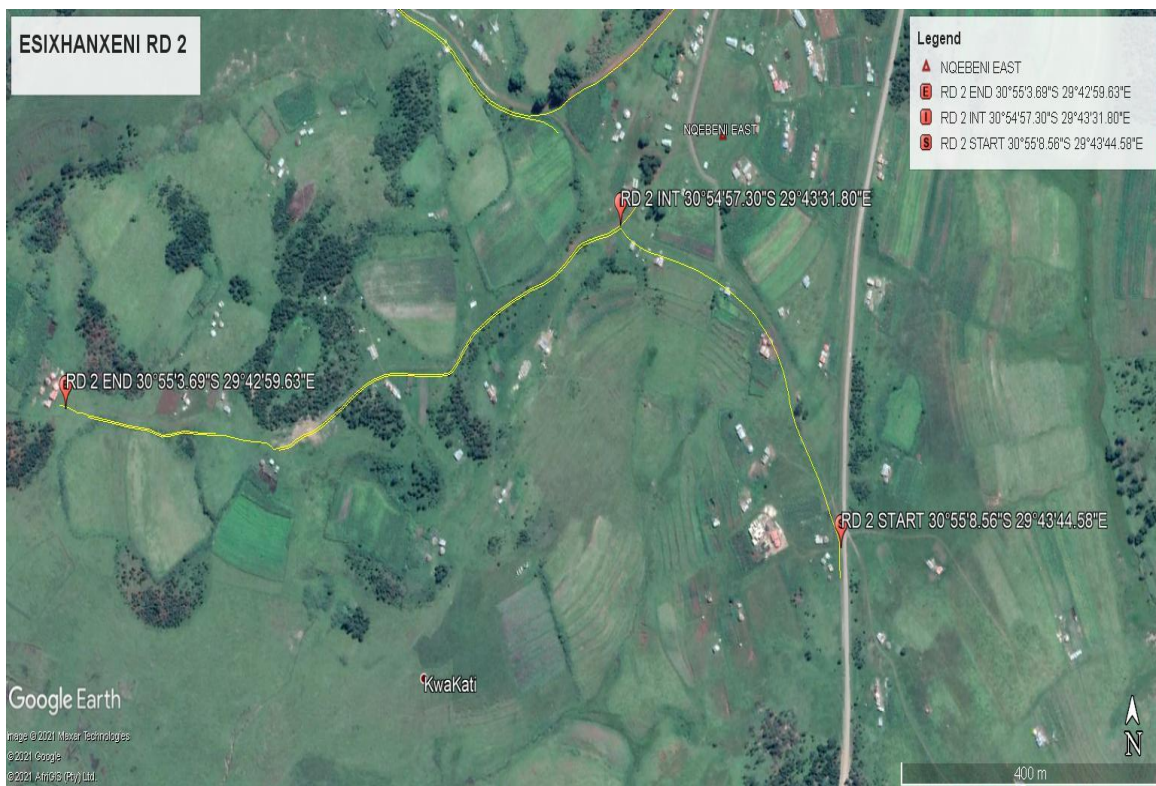 ESIXHANXENI RD 2
Legend
NQEBENI EAST
E RD 2 END 30°55'3.69"S 29°42'59.63"E
I RD 2 INT 30°54'57.30"S 29°43'31.80"E
S RD 2 START 30°55'8.56"S 29°43'44.58"E
NQEBENI EAST
RD 2 INT 30°54'57.30"S 29°43'31.80"E
RD 2 END 30°55'3.69"S 29°42'59.63"E
RD 2 START 30°55'8.56"S 29°43'44.58"E
KwaKati
Google Earth
Image © 2021 Maxar Technologies
© 2021 Google
© 2021 AfriGIS (Pty) Ltd.
N
400 m